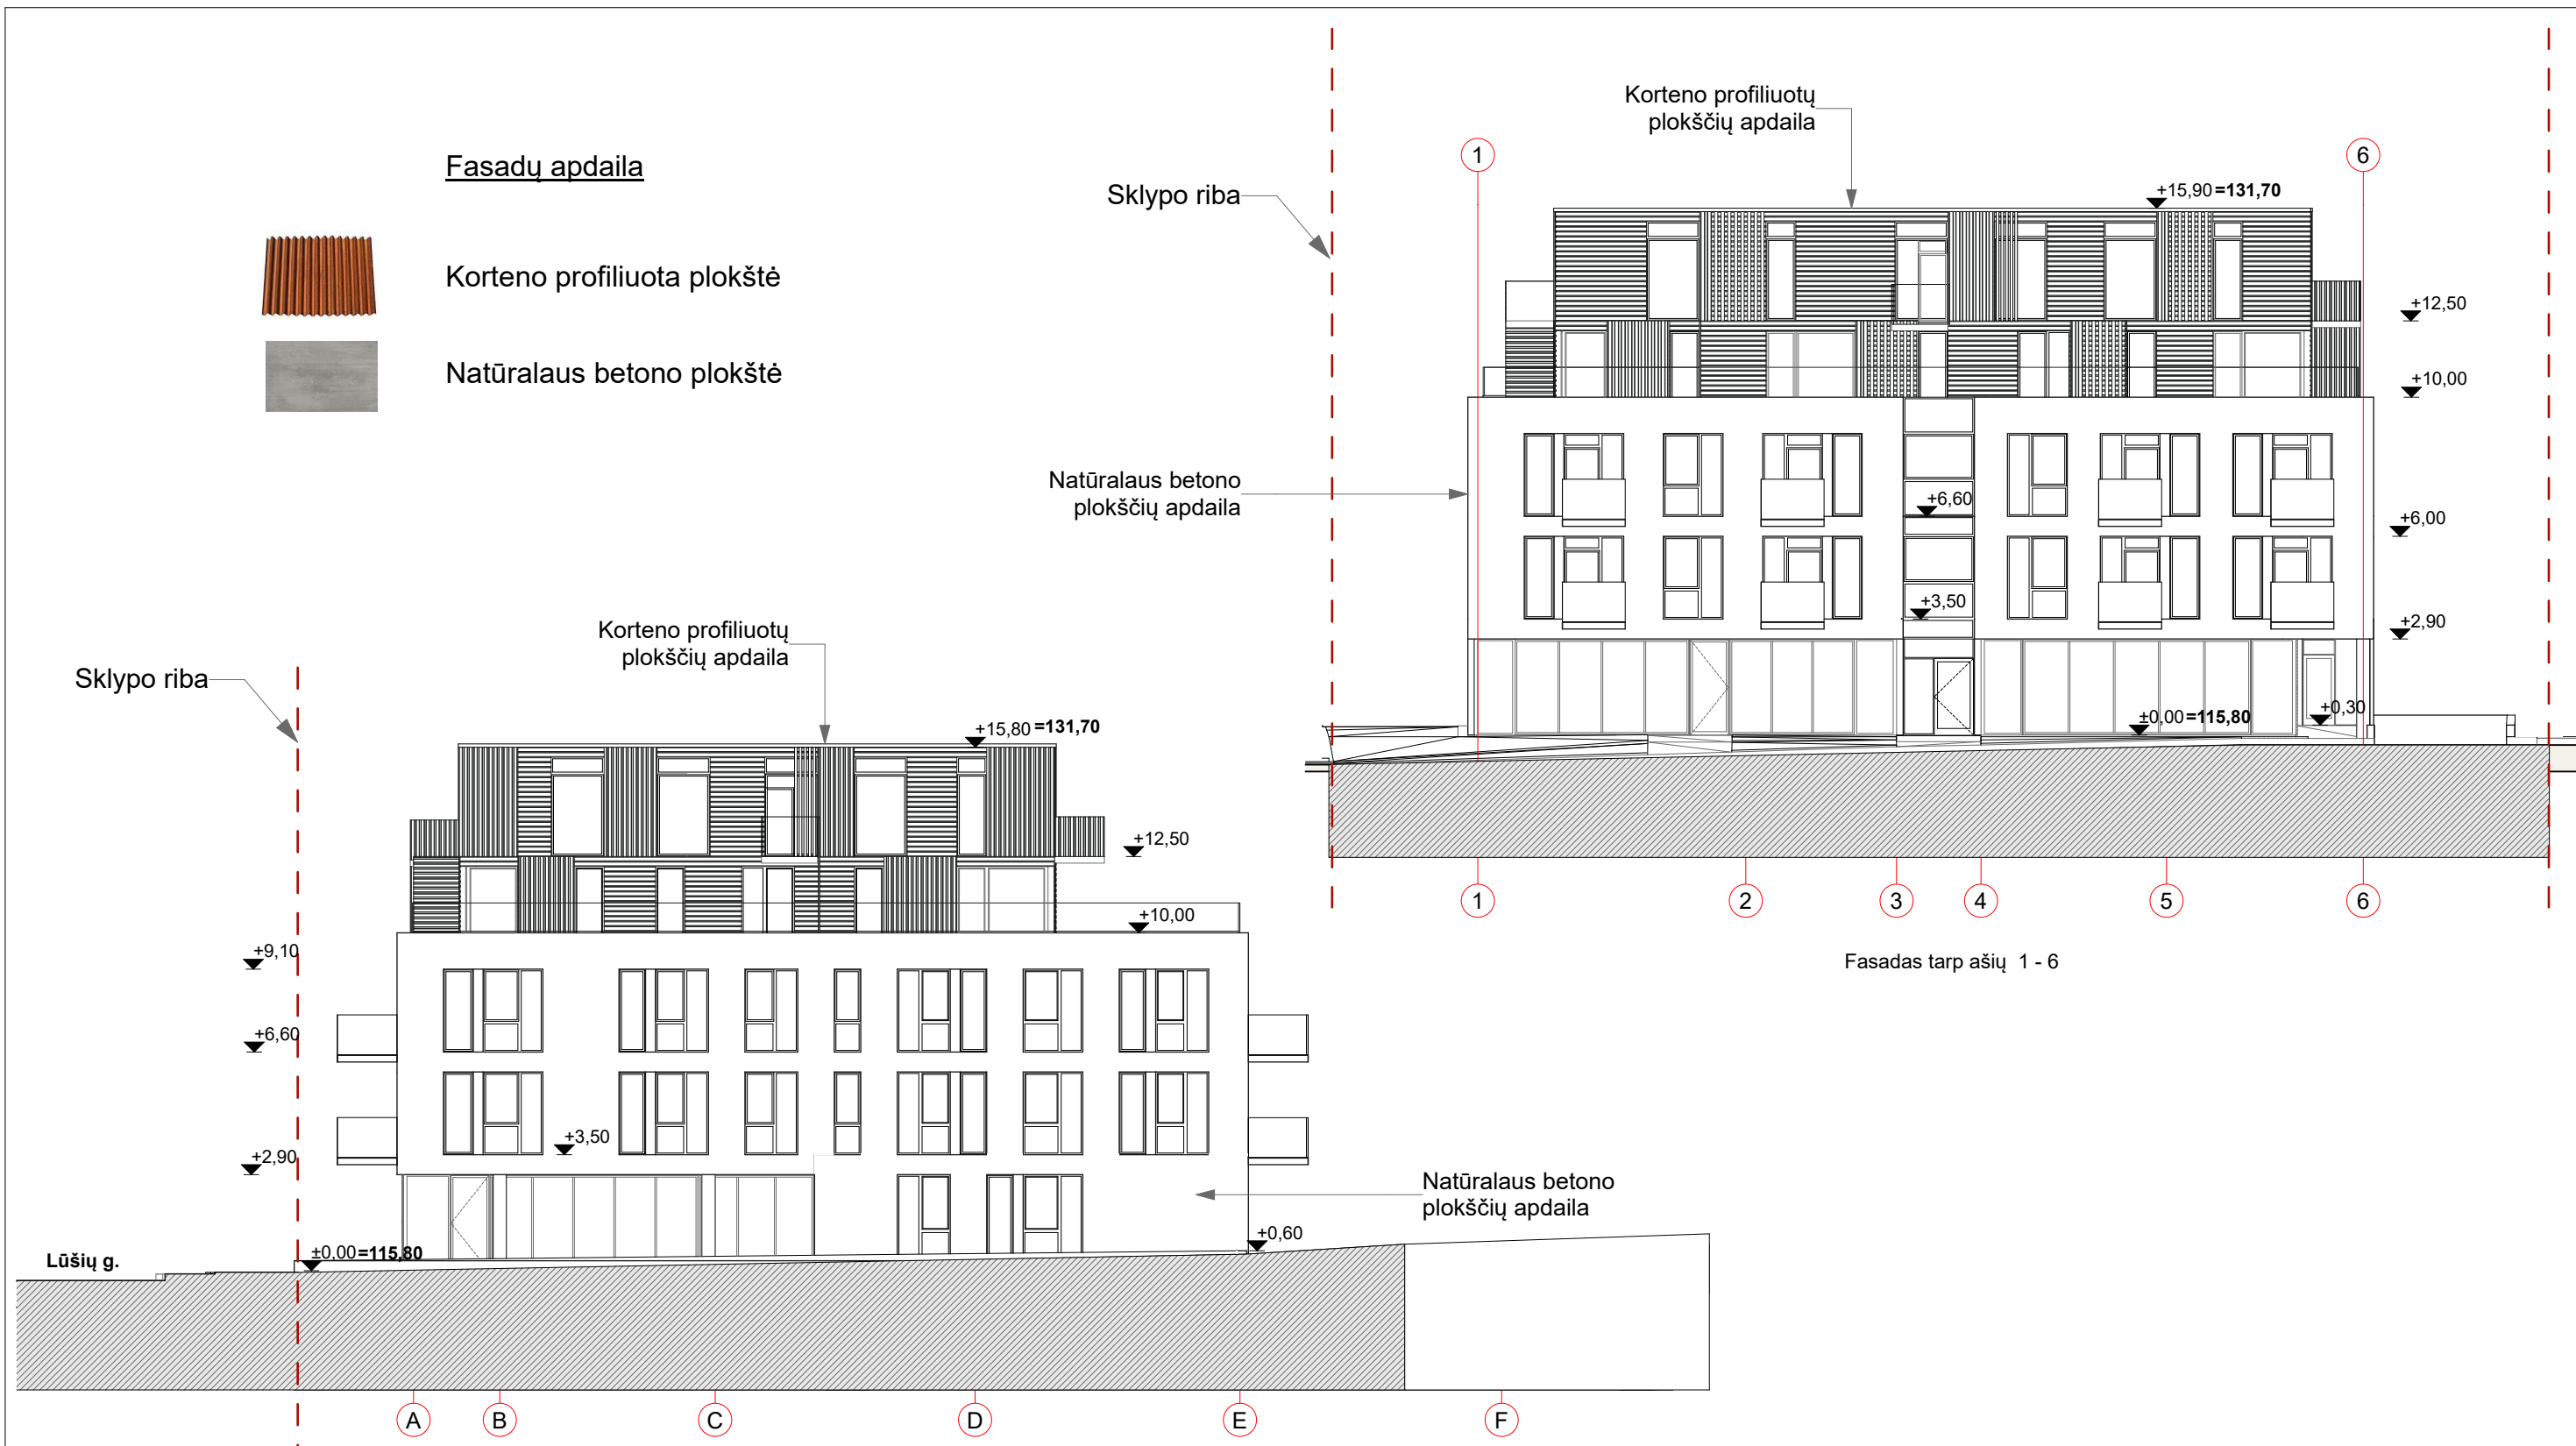 Fasadų apdaila
Korteno profiliuota plokštė
Natūralaus betono plokštė
Korteno profiliuotų
plokščių apdaila
Sklypo riba
1
6
+15,90=131,70
+12,50
+10,00
Natūralaus betono
plokščių apdaila
+6,60
+6,00
+3,50
+2,90
+0,30
±0,00=115,80
1
2
3
4
5
6
Fasadas tarp ašių 1 - 6
Korteno profiliuotų
plokščių apdaila
Sklypo riba
+15,80=131,70
+12,50
+10,00
+9,10
+6,60
+3,50
+2,90
Natūralaus betono
plokščių apdaila
+0,60
±0,00=115,80
Lūšių g.
A
B
C
D
E
F